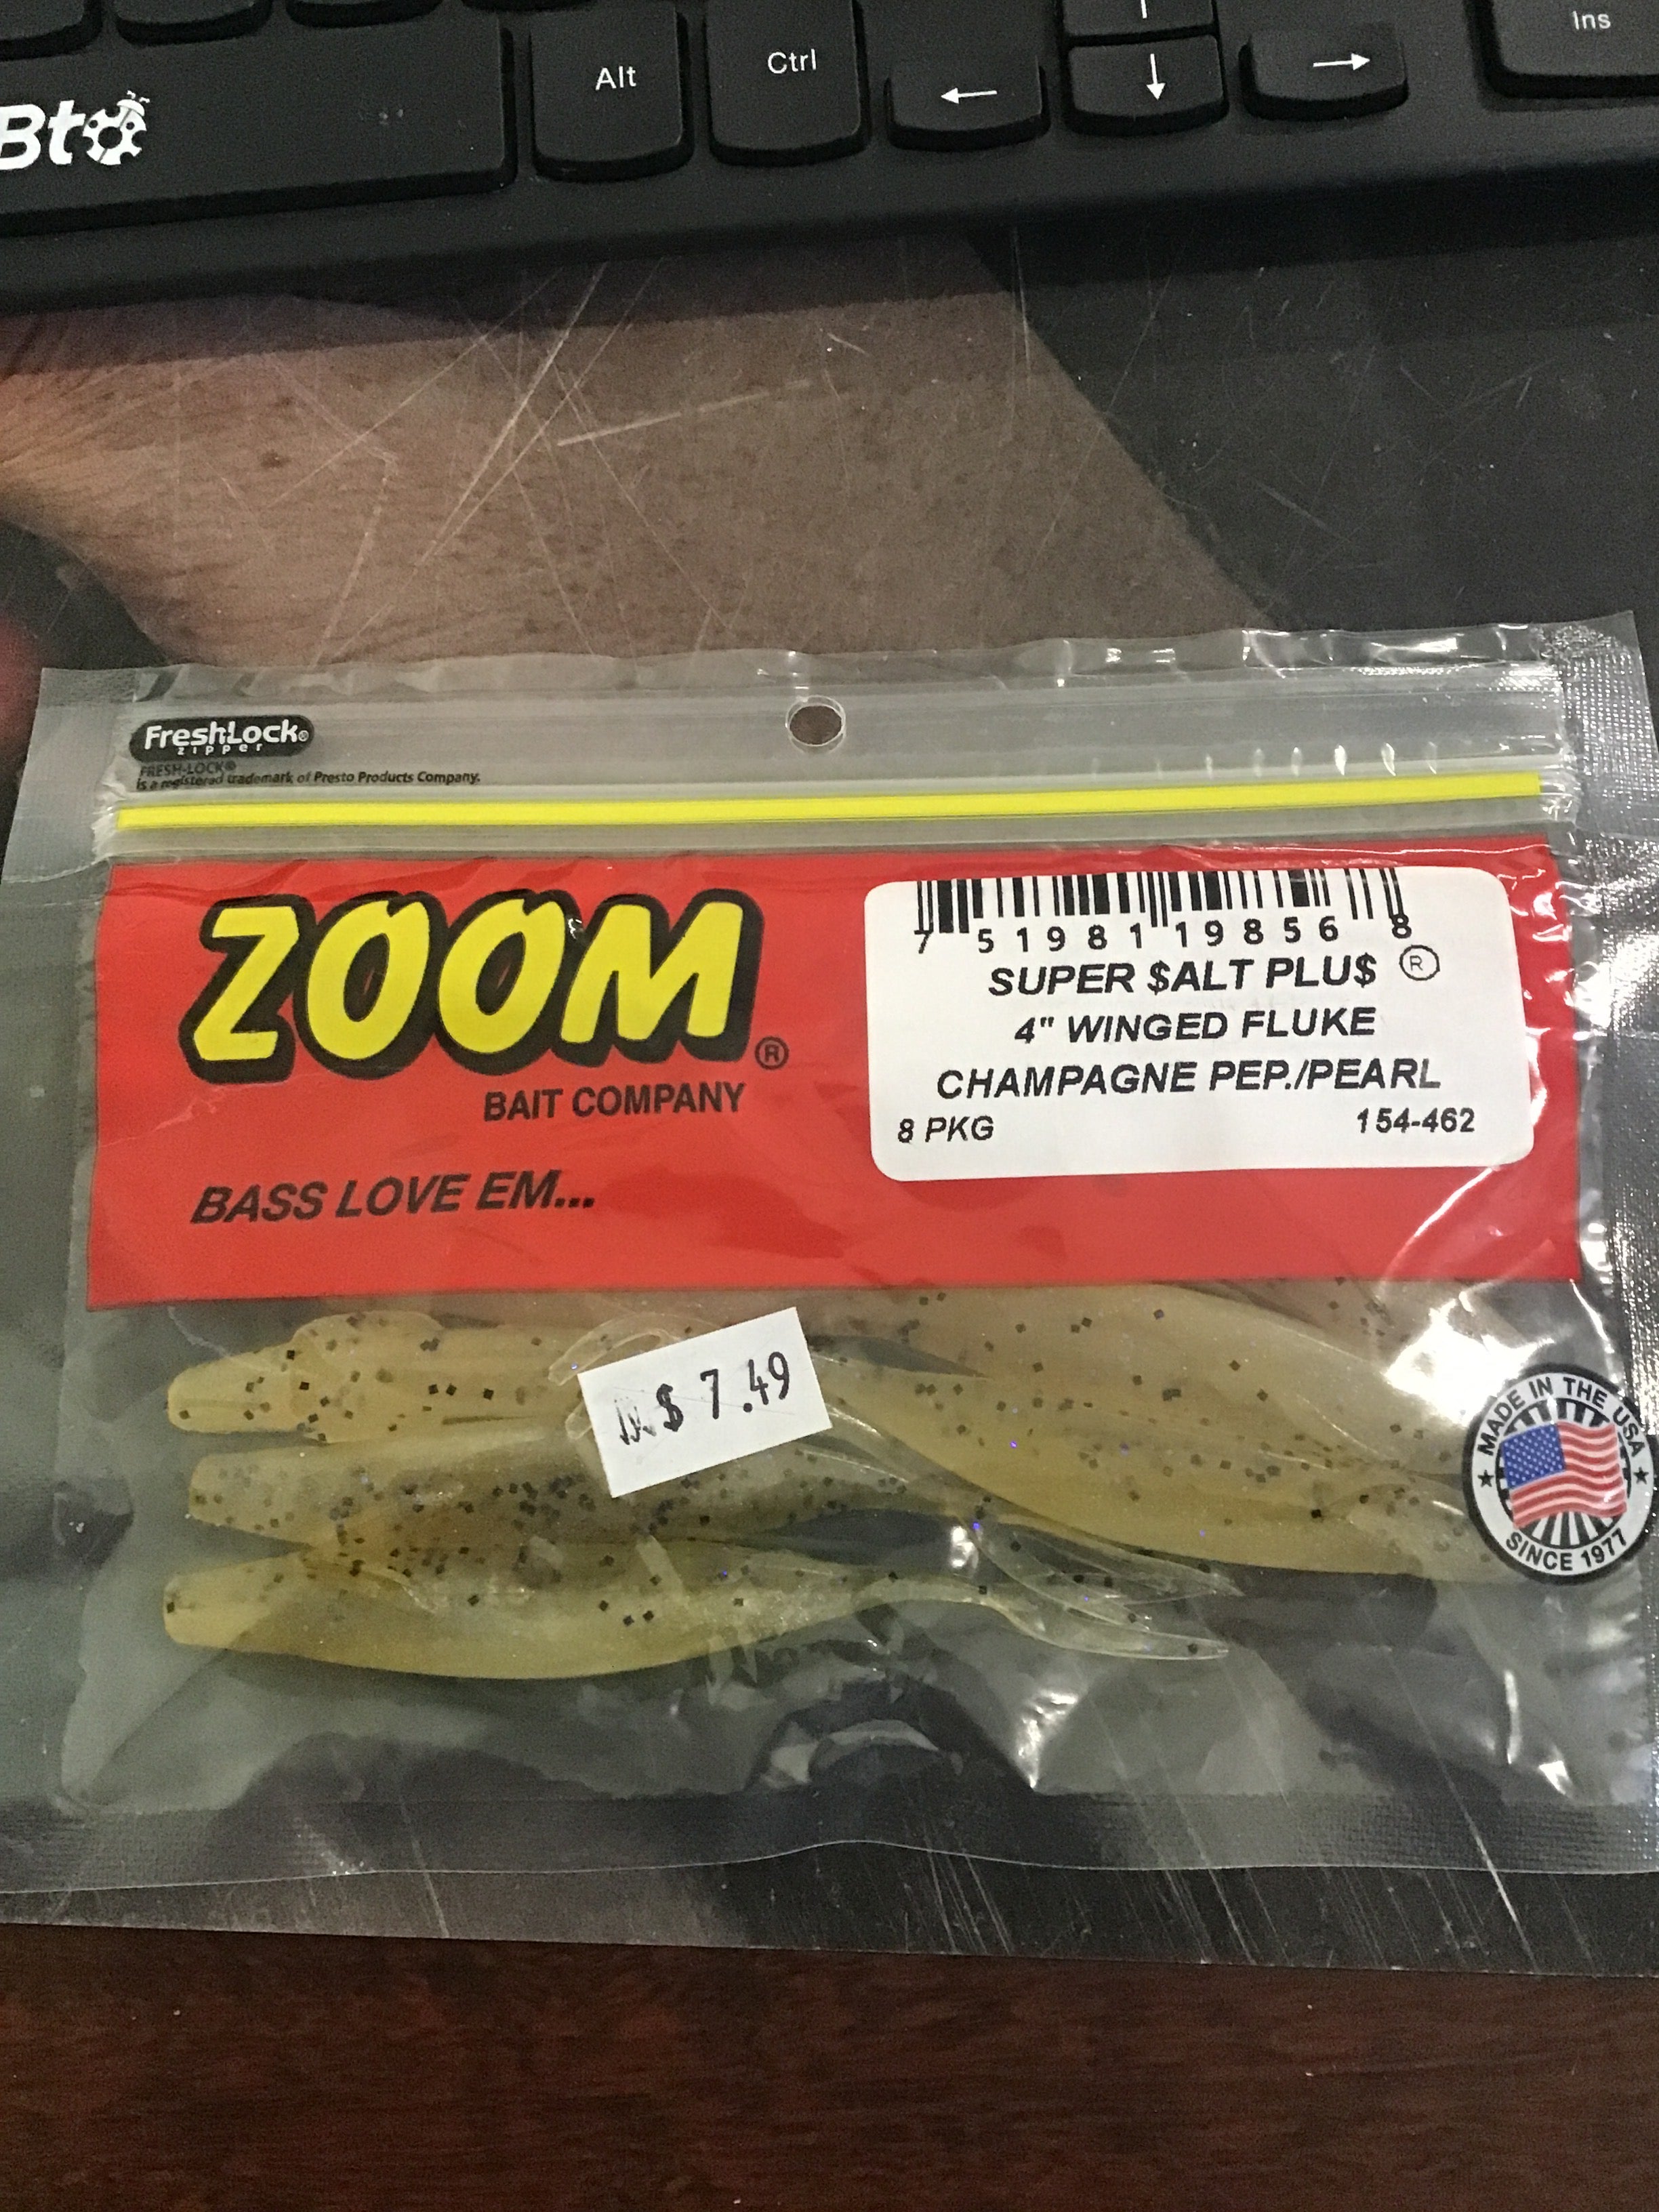 Ins
Alt
Ctrl
←
↓
→
FreshLock®
zipper
FRESH-LOCK®
is a registered trademark of Presto Products Company.
ZOOM®
BAIT COMPANY
BASS LOVE EM...
7 51981 19856 8
SUPER $ALT PLU$ ®
4" WINGED FLUKE
CHAMPAGNE PEP./PEARL
8 PKG 154-462
$ 7.49
MADE IN THE USA
SINCE 1977